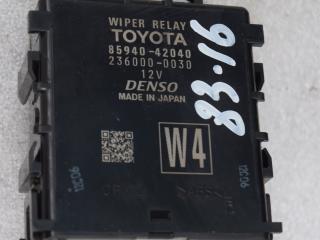 WIPER RELAY
TOYOTA
85940-42040
236000-0030
12V
DENSO
MADE IN JAPAN
W4
83-16